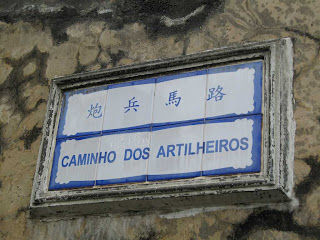 炮兵馬路
CAMINHO DOS ARTILHEIROS